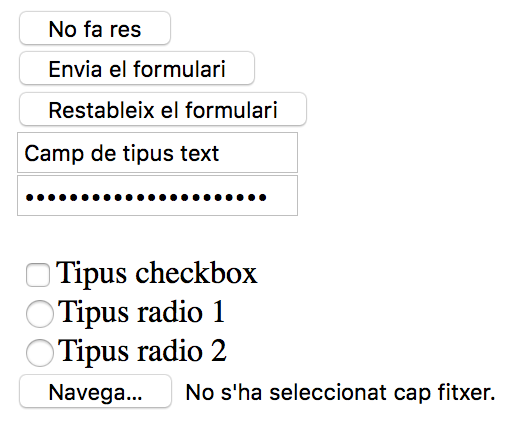 No fa res
Envia el formulari
Restableix el formulari
Camp de tipus text
••••••••••••••••••••••
Tipus checkbox
Tipus radio 1
Tipus radio 2
Navega... No s'ha seleccionat cap fitxer.